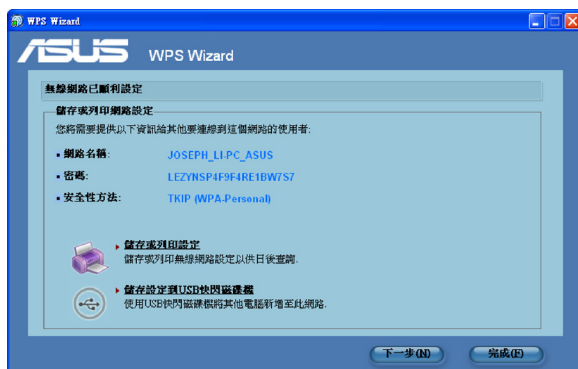 WPS Wizard
ASUS WPS Wizard
無線網路已順利設定
儲存或列印網路設定
您將需要提供以下資訊給其他要連線到這個網路的使用者:
▪ 網路名稱: JOSEPH_LI-PC_ASUS
▪ 密碼: LEZYNSP4F9F4RE1BW7S7
▪ 安全性方法: TKIP (WPA-Personal)
儲存或列印設定
儲存或列印無線網路設定以供日後查詢.
儲存設定到USB快閃磁碟機
使用USB快閃磁碟機將其他電腦新增至此網路.
下一步(N) 完成(F)